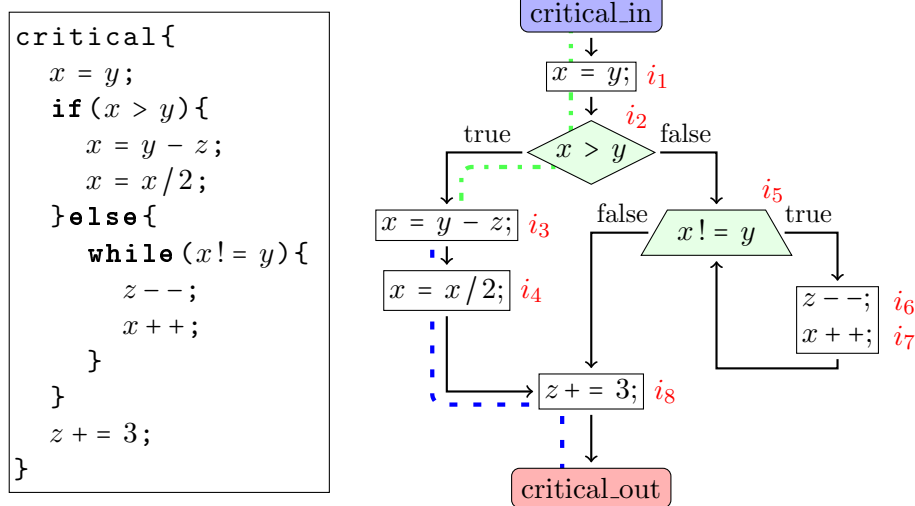 critical{
x = y;
if(x > y){
x = y − z;
x = x/2;
}else{
while(x! = y){
z − −;
x + +;
}
}
z + = 3;
}
critical_in
x = y; i1
i2
true
x > y
false
i5
x = y − z; i3
false
x! = y
true
x = x/2; i4
z − −; i6
x + +; i7
z + = 3; i8
critical_out